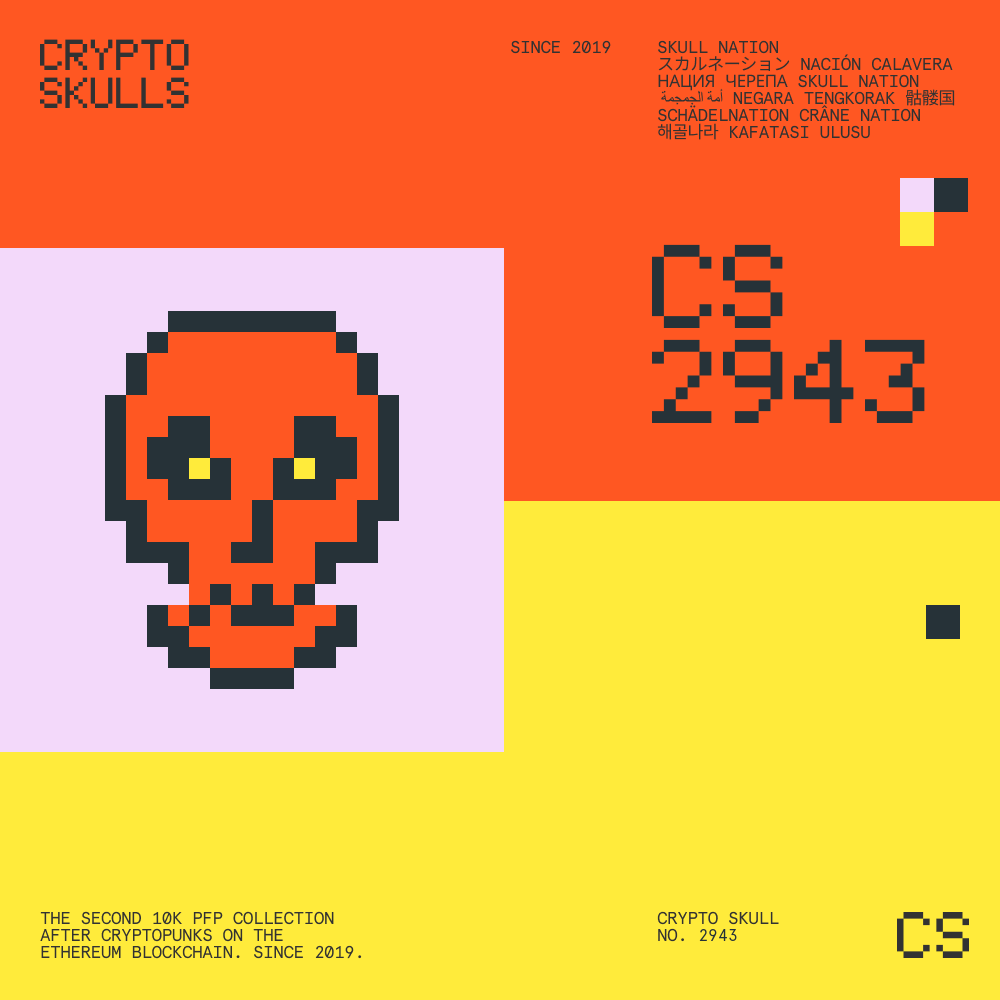 CRYPTO
SKULLS
SINCE 2019
SKULL NATION
スカルネーション NACIÓN CALAVERA
НАЦИЯ ЧЕРЕПА SKULL NATION
أمة الجمجمة NEGARA TENGKORAK 骷髅国
SCHÄDELNATION CRÂNE NATION
해골나라 KAFATASI ULUSU
CS
2943
THE SECOND 10K PFP COLLECTION
AFTER CRYPTOPUNKS ON THE
ETHEREUM BLOCKCHAIN. SINCE 2019.
CRYPTO SKULL
NO. 2943
CS